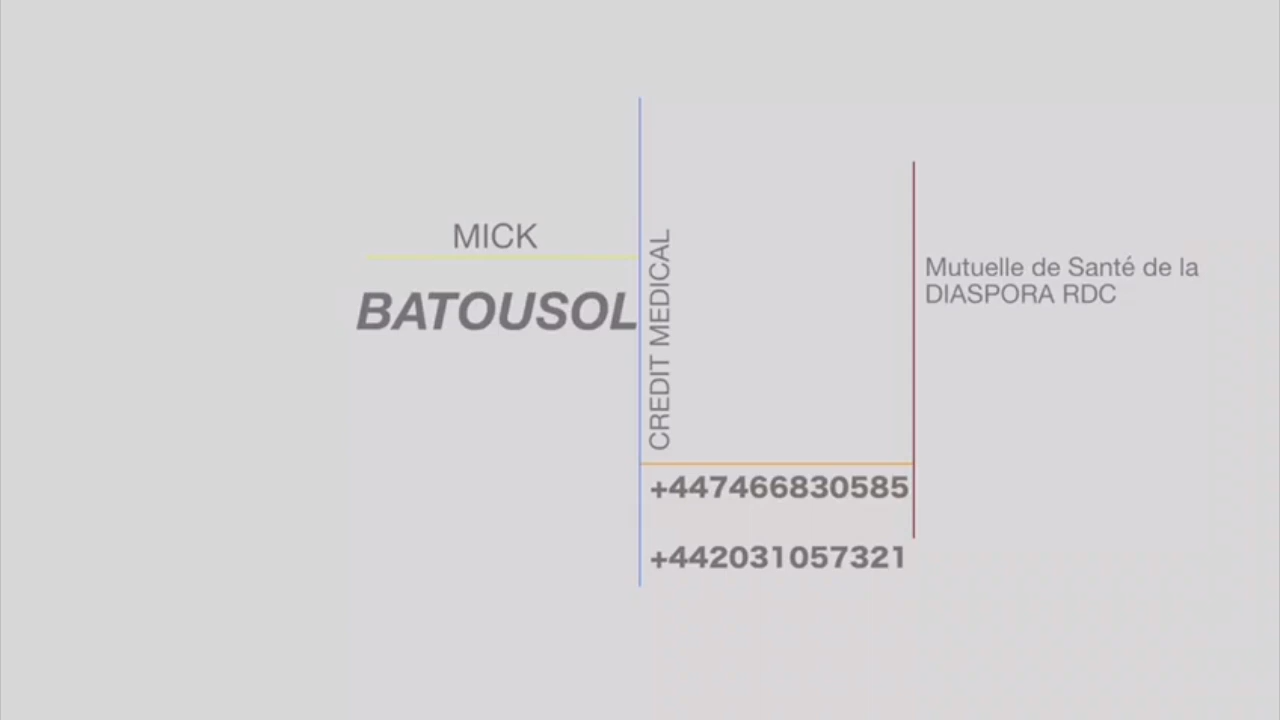 MICK
BATOUSOL
CREDIT MEDICAL
+447466830585
+442031057321
Mutuelle de Santé de la
DIASPORA RDC